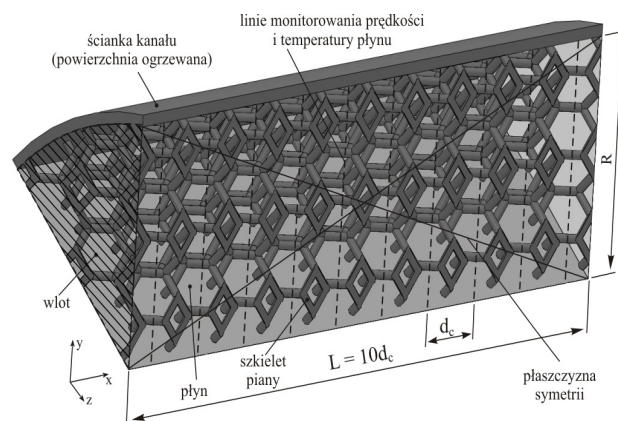 ścianka kanału
(powierzchnia ogrzewana)
linie monitorowania prędkości
i temperatury płynu
R
wlot
d_c
L = 10d_c
y
x
z
płyn
szkielet
piany
płaszczyzna
symetrii